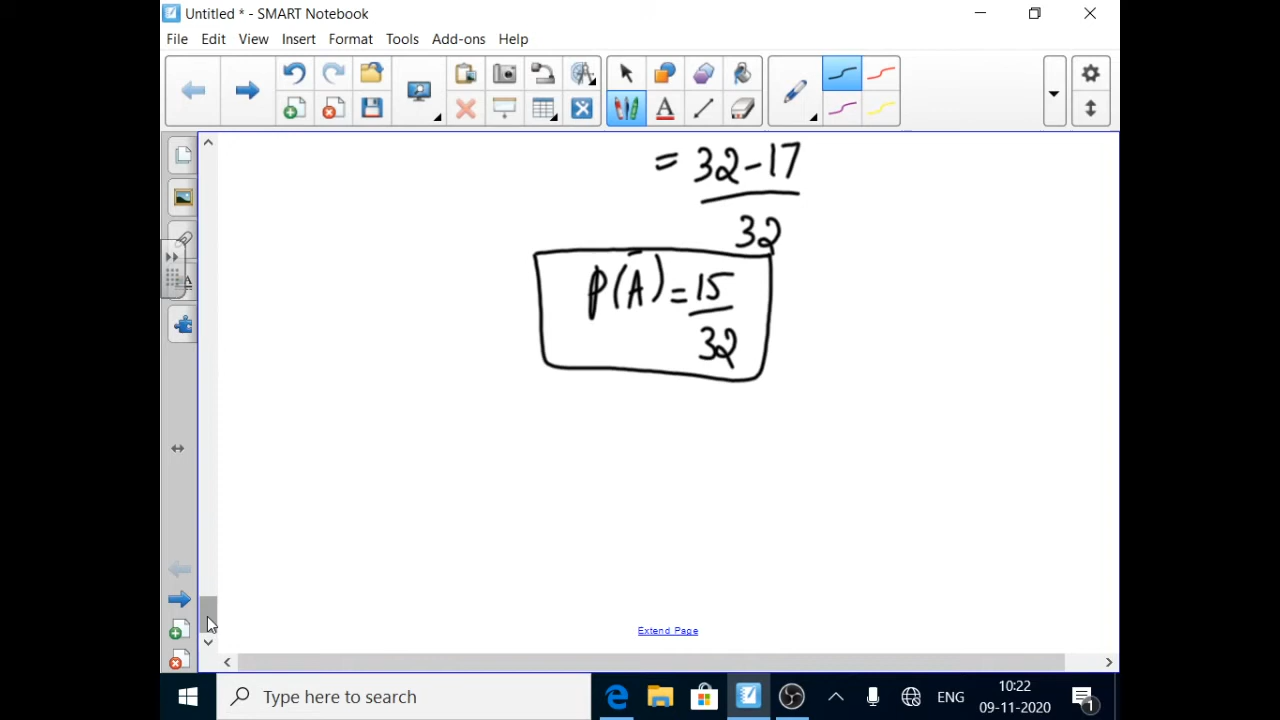 Untitled * - SMART Notebook
File Edit View Insert Format Tools Add-ons Help
= 32-17
32
P(Ā) = 15
32
Extend Page
Type here to search
ENG
10:22
09-11-2020
1